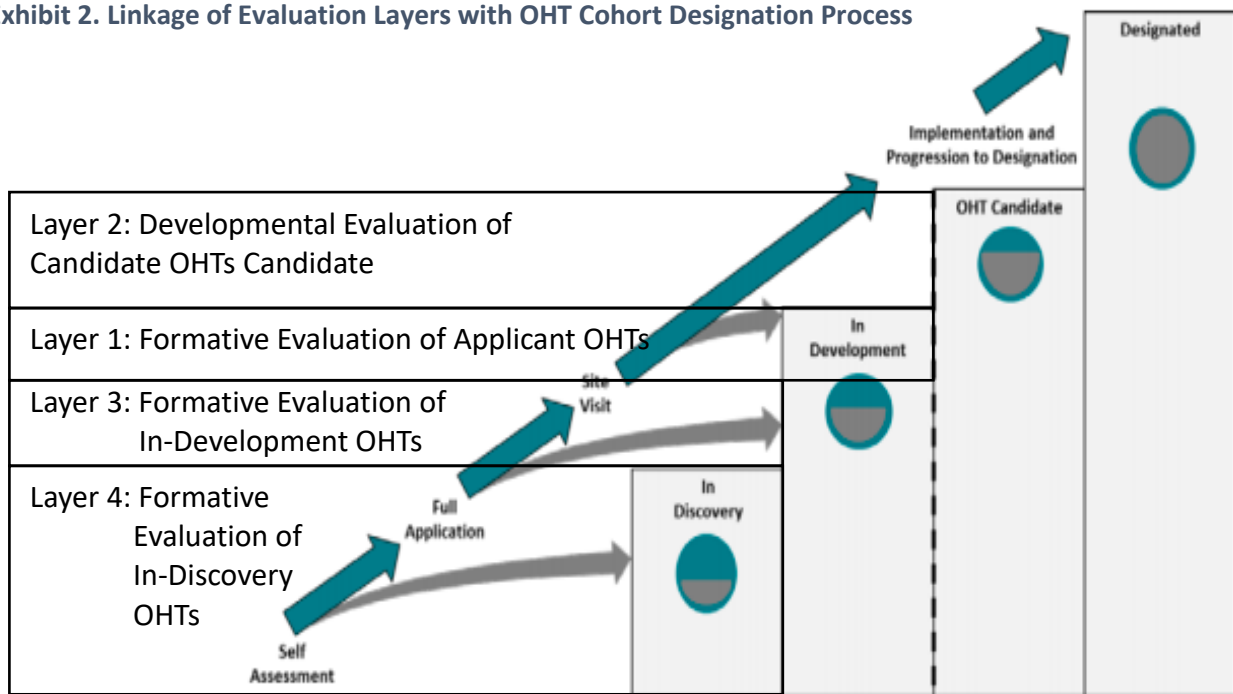 xhibit 2. Linkage of Evaluation Layers with OHT Cohort Designation Process
Designated
Implementation and
Progression to Designation
Layer 2: Developmental Evaluation of
Candidate OHTs Candidate
OHT Candidate
Layer 1: Formative Evaluation of Applicant OHTs
In
Development
Site
Visit
Layer 3: Formative Evaluation of
In-Development OHTs
Layer 4: Formative
Evaluation of
In-Discovery
OHTs
In
Discovery
Full
Application
Self
Assessment